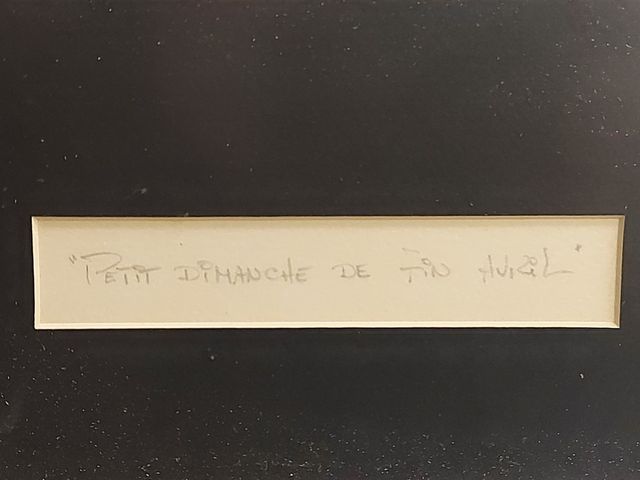 "PETIT DIMANCHE DE FIN AVRIL"